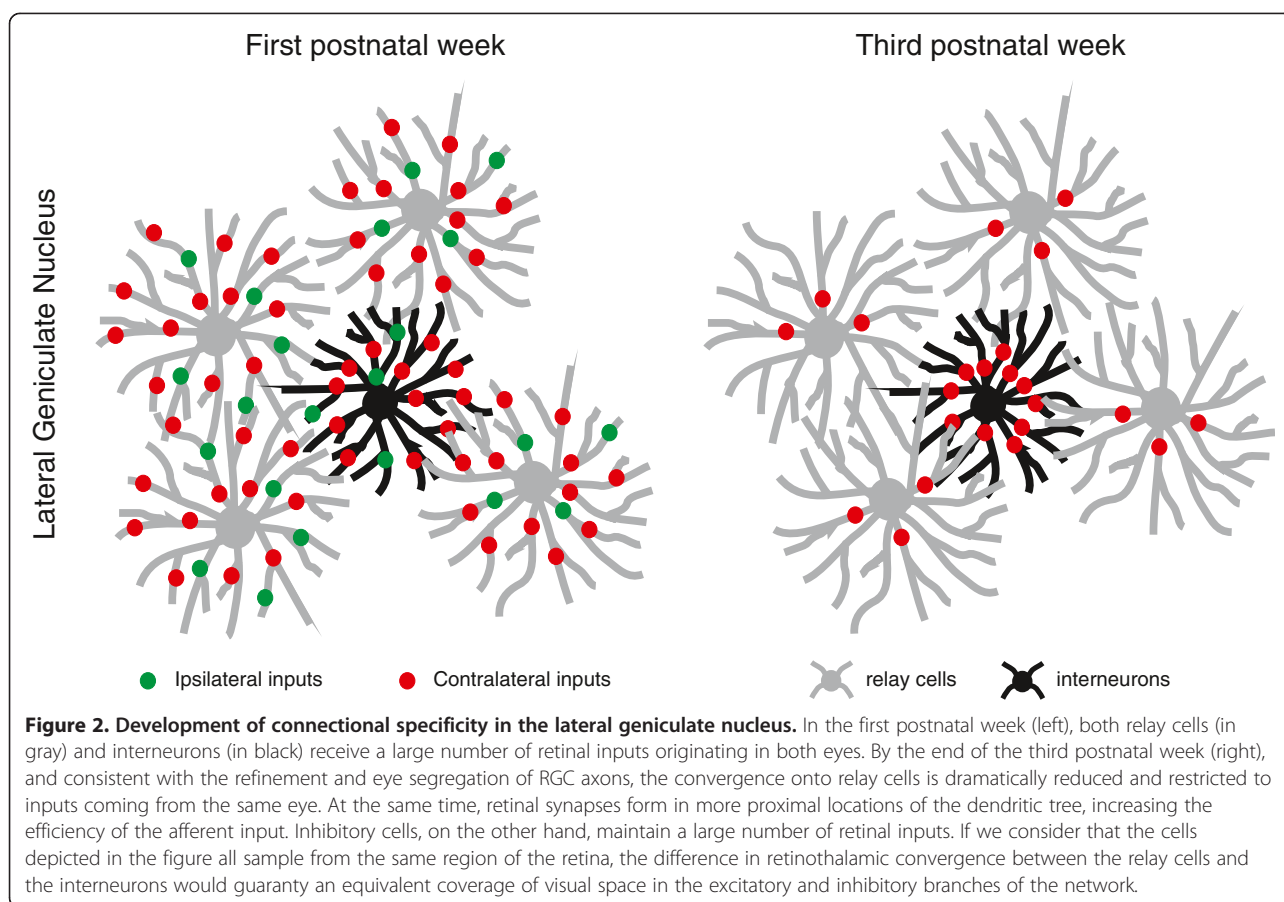 First postnatal week
Third postnatal week
Lateral Geniculate Nucleus
Ipsilateral inputs
Contralateral inputs
relay cells
interneurons
Figure 2. Development of connectional specificity in the lateral geniculate nucleus. In the first postnatal week (left), both relay cells (in
gray) and interneurons (in black) receive a large number of retinal inputs originating in both eyes. By the end of the third postnatal week (right),
and consistent with the refinement and eye segregation of RGC axons, the convergence onto relay cells is dramatically reduced and restricted to
inputs coming from the same eye. At the same time, retinal synapses form in more proximal locations of the dendritic tree, increasing the
efficiency of the afferent input. Inhibitory cells, on the other hand, maintain a large number of retinal inputs. If we consider that the cells
depicted in the figure all sample from the same region of the retina, the difference in retinothalamic convergence between the relay cells and
the interneurons would guaranty an equivalent coverage of visual space in the excitatory and inhibitory branches of the network.